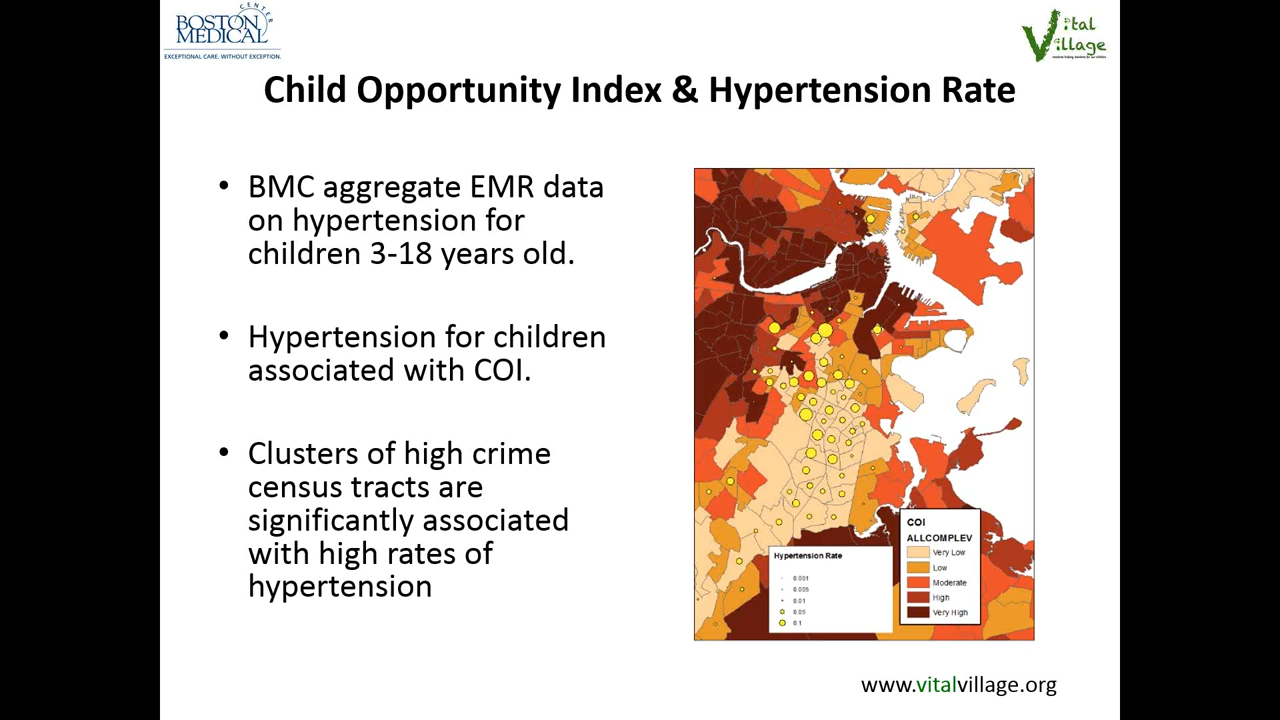 BOSTON
MEDICAL
CENTER
EXCEPTIONAL CARE. WITHOUT EXCEPTION.
Vital
Village
Child Opportunity Index & Hypertension Rate
• BMC aggregate EMR data
on hypertension for
children 3-18 years old.
• Hypertension for children
associated with COI.
• Clusters of high crime
census tracts are
significantly associated
with high rates of
hypertension
Hypertension Rate
0.001
0.005
0.01
0.05
0.1
COI
ALLCOMPLEV
Very Low
Low
Moderate
High
Very High
www.vitalvillage.org